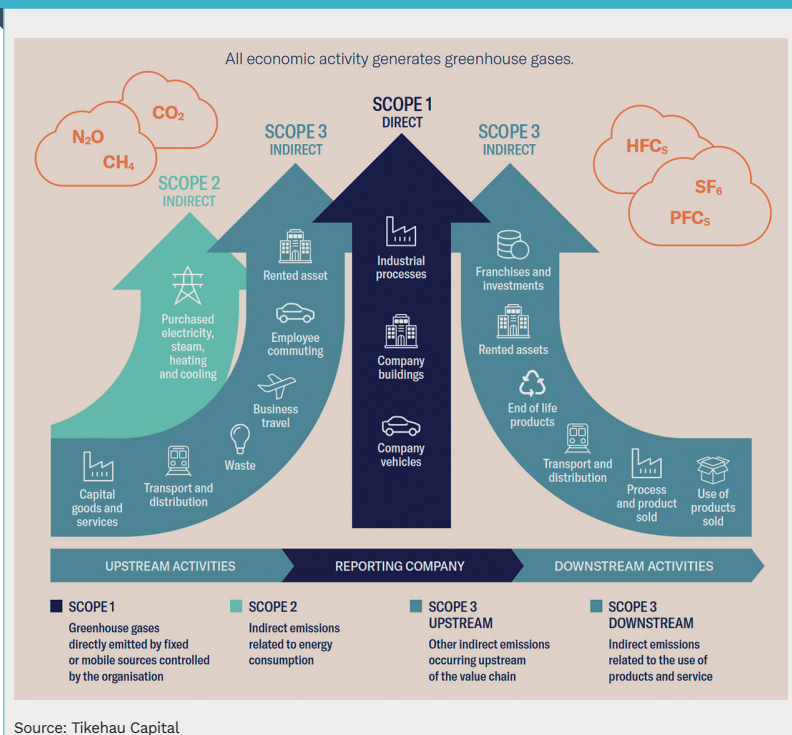 All economic activity generates greenhouse gases.
CO₂
N₂O
CH₄
SCOPE 2
INDIRECT
SCOPE 3
INDIRECT
SCOPE 1
DIRECT
SCOPE 3
INDIRECT
HFCs
SF₆
PFCs
Purchased
electricity,
steam,
heating
and cooling
Rented asset
Employee
commuting
Business
travel
Waste
Transport and
distribution
Capital
goods and
services
Industrial
processes
Company
buildings
Company
vehicles
Franchises and
investments
Rented assets
End of life
products
Transport and
distribution
Process
and product
sold
Use of
products
sold
UPSTREAM ACTIVITIES
REPORTING COMPANY
DOWNSTREAM ACTIVITIES
SCOPE 1
Greenhouse gases
directly emitted by fixed
or mobile sources controlled
by the organisation
SCOPE 2
Indirect emissions
related to energy
consumption
SCOPE 3
UPSTREAM
Other indirect emissions
occurring upstream
of the value chain
SCOPE 3
DOWNSTREAM
Indirect emissions
related to the use of
products and service
Source: Tikehau Capital